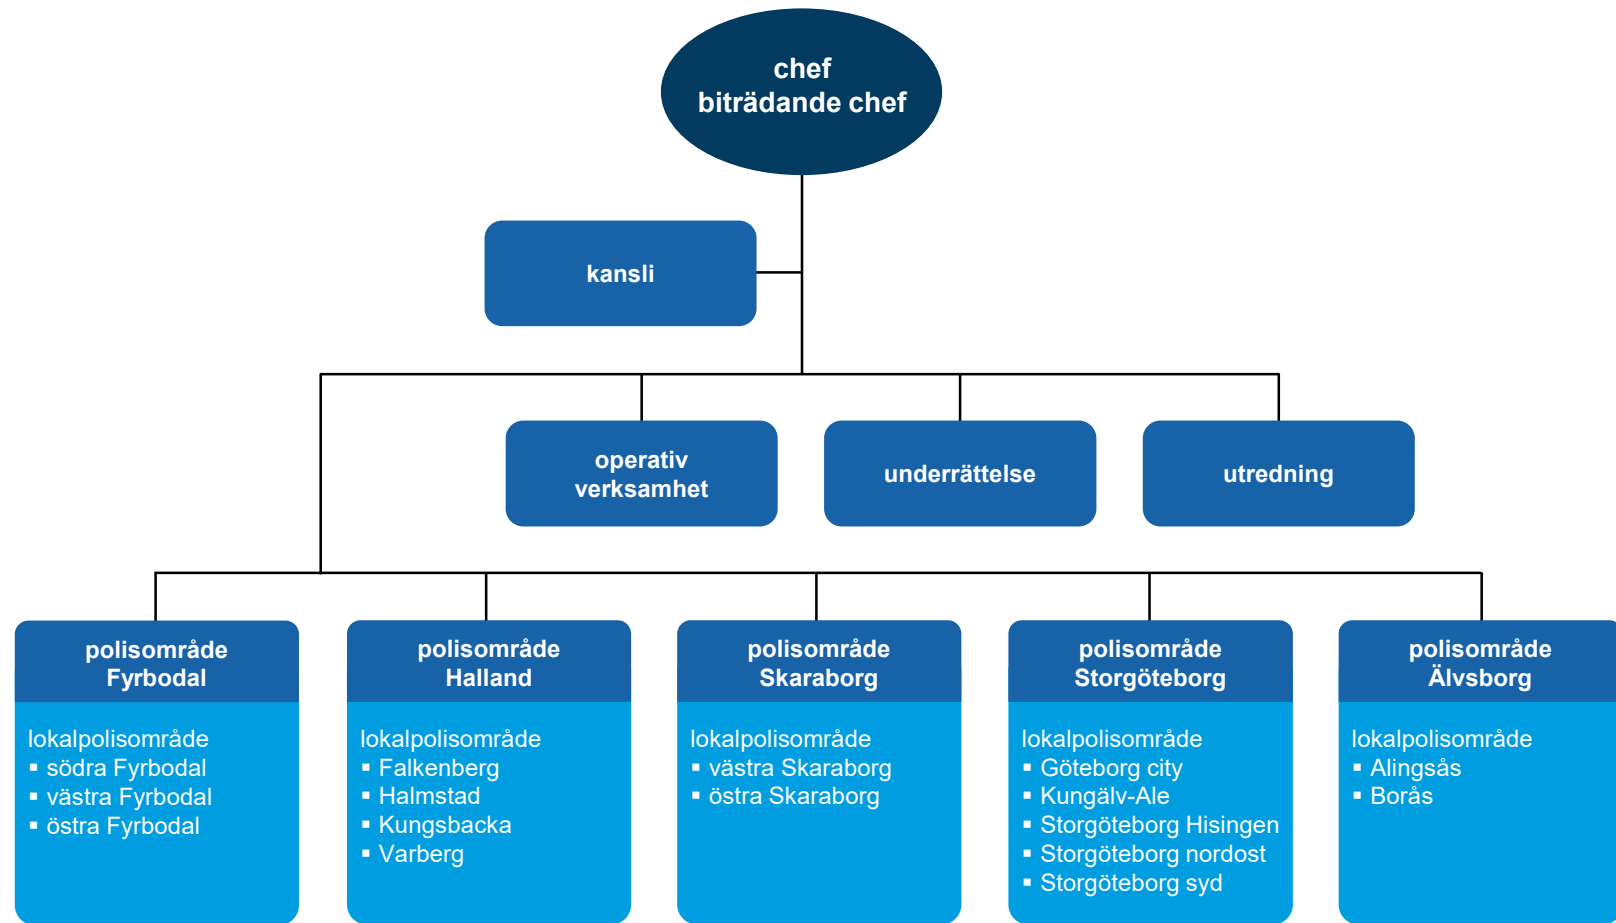 chef
biträdande chef
kansli
operativ
verksamhet
underrättelse
utredning
polisområde
Fyrbodal
lokalpolisområde
▪ södra Fyrbodal
▪ västra Fyrbodal
▪ östra Fyrbodal
polisområde
Halland
lokalpolisområde
▪ Falkenberg
▪ Halmstad
▪ Kungsbacka
▪ Varberg
polisområde
Skaraborg
lokalpolisområde
▪ västra Skaraborg
▪ östra Skaraborg
polisområde
Storgöteborg
lokalpolisområde
▪ Göteborg city
▪ Kungälv-Ale
▪ Storgöteborg Hisingen
▪ Storgöteborg nordost
▪ Storgöteborg syd
polisområde
Älvsborg
lokalpolisområde
▪ Alingsås
▪ Borås